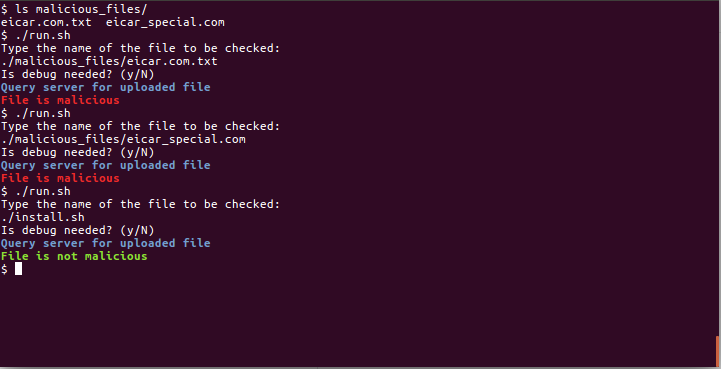 $ ls malicious_files/
eicar.com.txt  eicar_special.com
$ ./run.sh
Type the name of the file to be checked:
./malicious_files/eicar.com.txt
Is debug needed? (y/N)
Query server for uploaded file
File is malicious
$ ./run.sh
Type the name of the file to be checked:
./malicious_files/eicar_special.com
Is debug needed? (y/N)
Query server for uploaded file
File is malicious
$ ./run.sh
Type the name of the file to be checked:
./install.sh
Is debug needed? (y/N)
Query server for uploaded file
File is not malicious
$